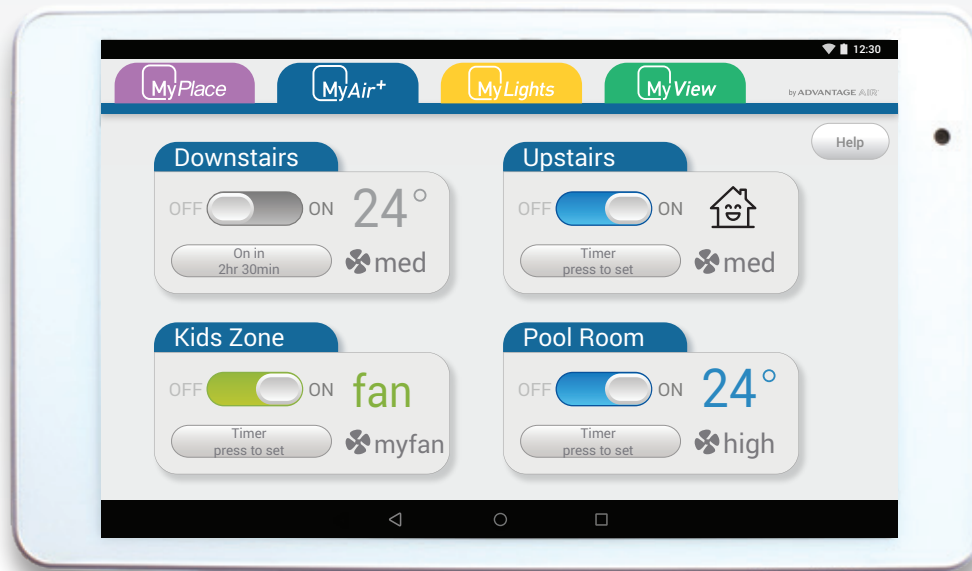 12:30
MyPlace
MyAir+
MyLights
MyView
by ADVANTAGE AIR
Help
Downstairs
OFF ON 24°
On in
2hr 30min
med
Upstairs
OFF ON
Timer
press to set
med
Kids Zone
OFF ON fan
Timer
press to set
myfan
Pool Room
OFF ON 24°
Timer
press to set
high